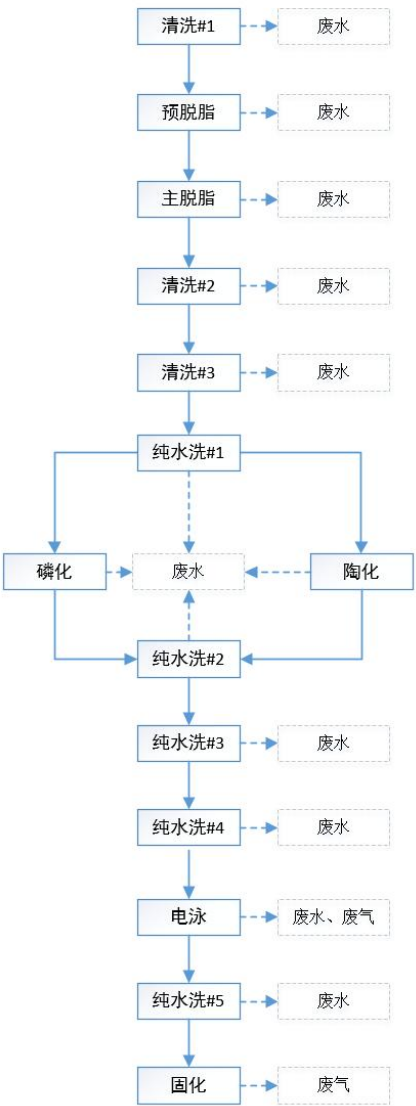 清洗#1
废水
预脱脂
废水
主脱脂
废水
清洗#2
废水
清洗#3
废水
纯水洗#1
磷化
废水
陶化
纯水洗#2
纯水洗#3
废水
纯水洗#4
废水
电泳
废水、废气
纯水洗#5
废水
固化
废气